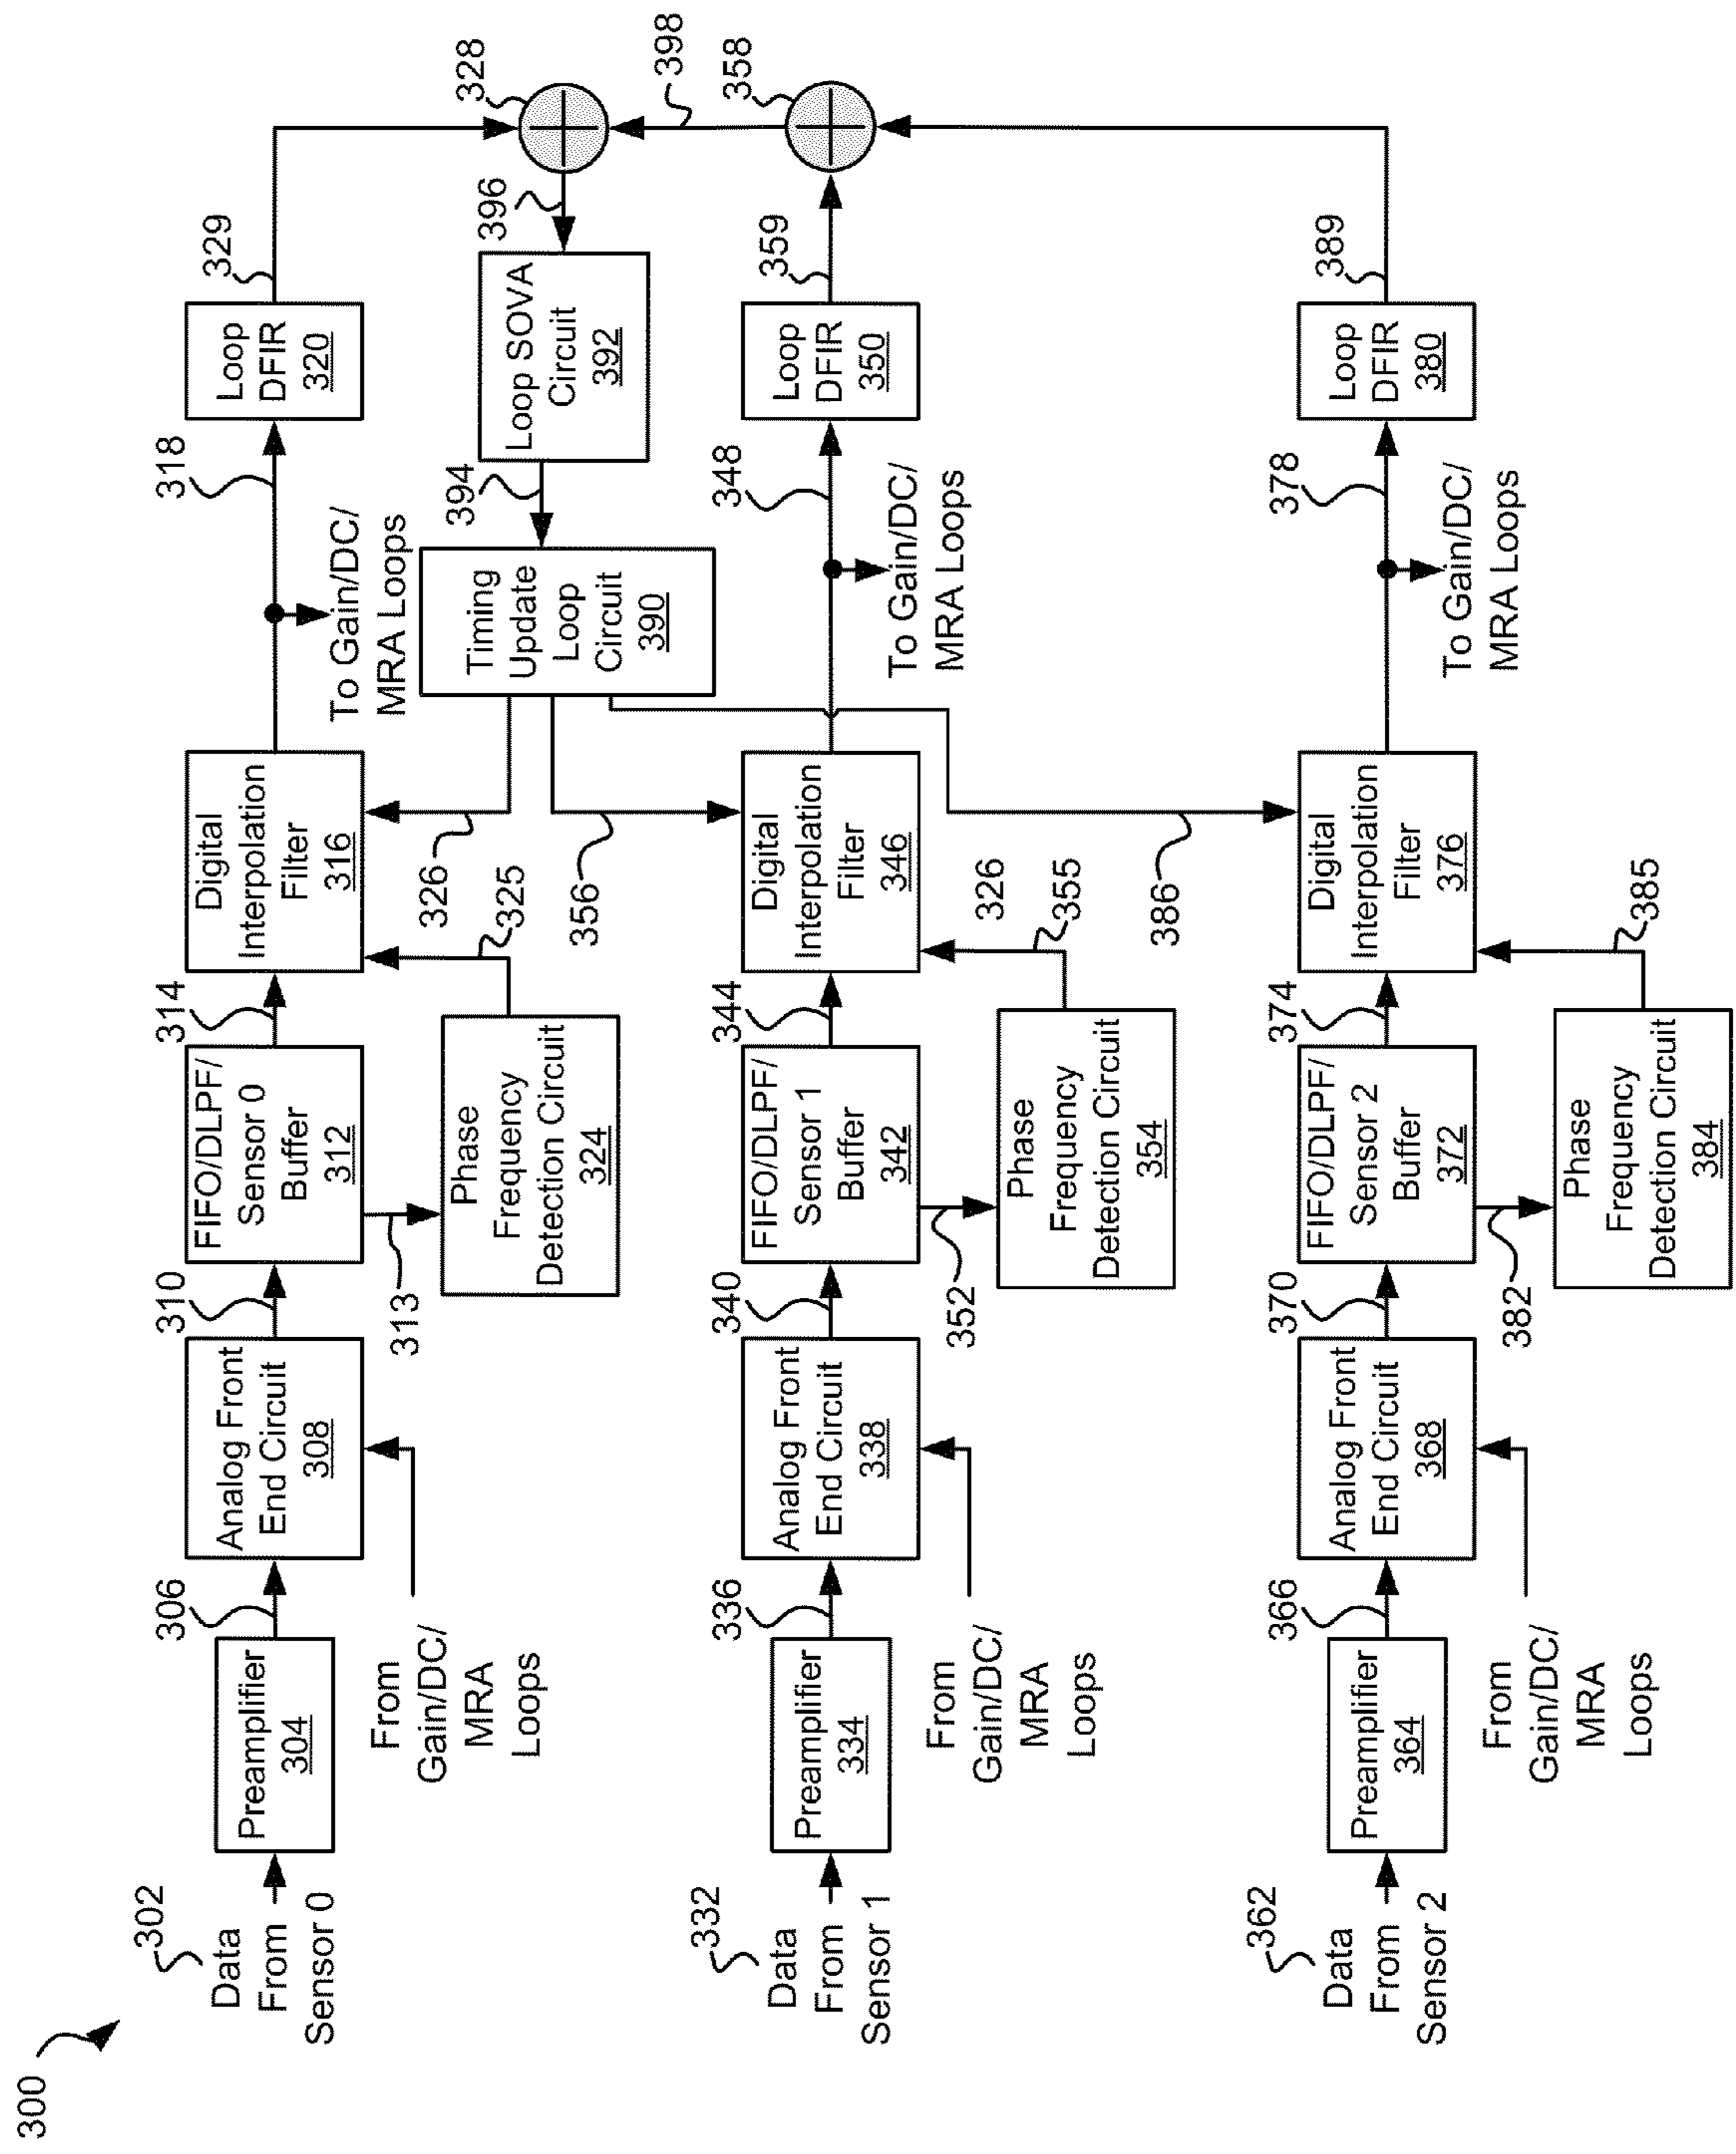 300
302
Data
From
Sensor 0
Preamplifier
304
306
From
Gain/DC/
MRA
Loops
Analog Front
End Circuit
308
310
FIFO/DLPF/
Sensor 0
Buffer
312
313
Phase
Frequency
Detection Circuit
324
314
325
Digital
Interpolation
Filter
316
326
To Gain/DC/
MRA Loops
318
Loop
DFIR
320
329
328
396
Loop SOVA
Circuit
392
394
Timing
Update
Loop
Circuit
390
398
332
Data
From
Sensor 1
Preamplifier
334
336
From
Gain/DC/
MRA
Loops
Analog Front
End Circuit
338
340
FIFO/DLPF/
Sensor 1
Buffer
342
352
Phase
Frequency
Detection Circuit
354
344
326
355
356
Digital
Interpolation
Filter
346
To Gain/DC/
MRA Loops
348
Loop
DFIR
350
359
358
362
Data
From
Sensor 2
Preamplifier
364
366
From
Gain/DC/
MRA
Loops
Analog Front
End Circuit
368
370
FIFO/DLPF/
Sensor 2
Buffer
372
382
Phase
Frequency
Detection Circuit
384
374
385
386
Digital
Interpolation
Filter
376
To Gain/DC/
MRA Loops
378
Loop
DFIR
380
389